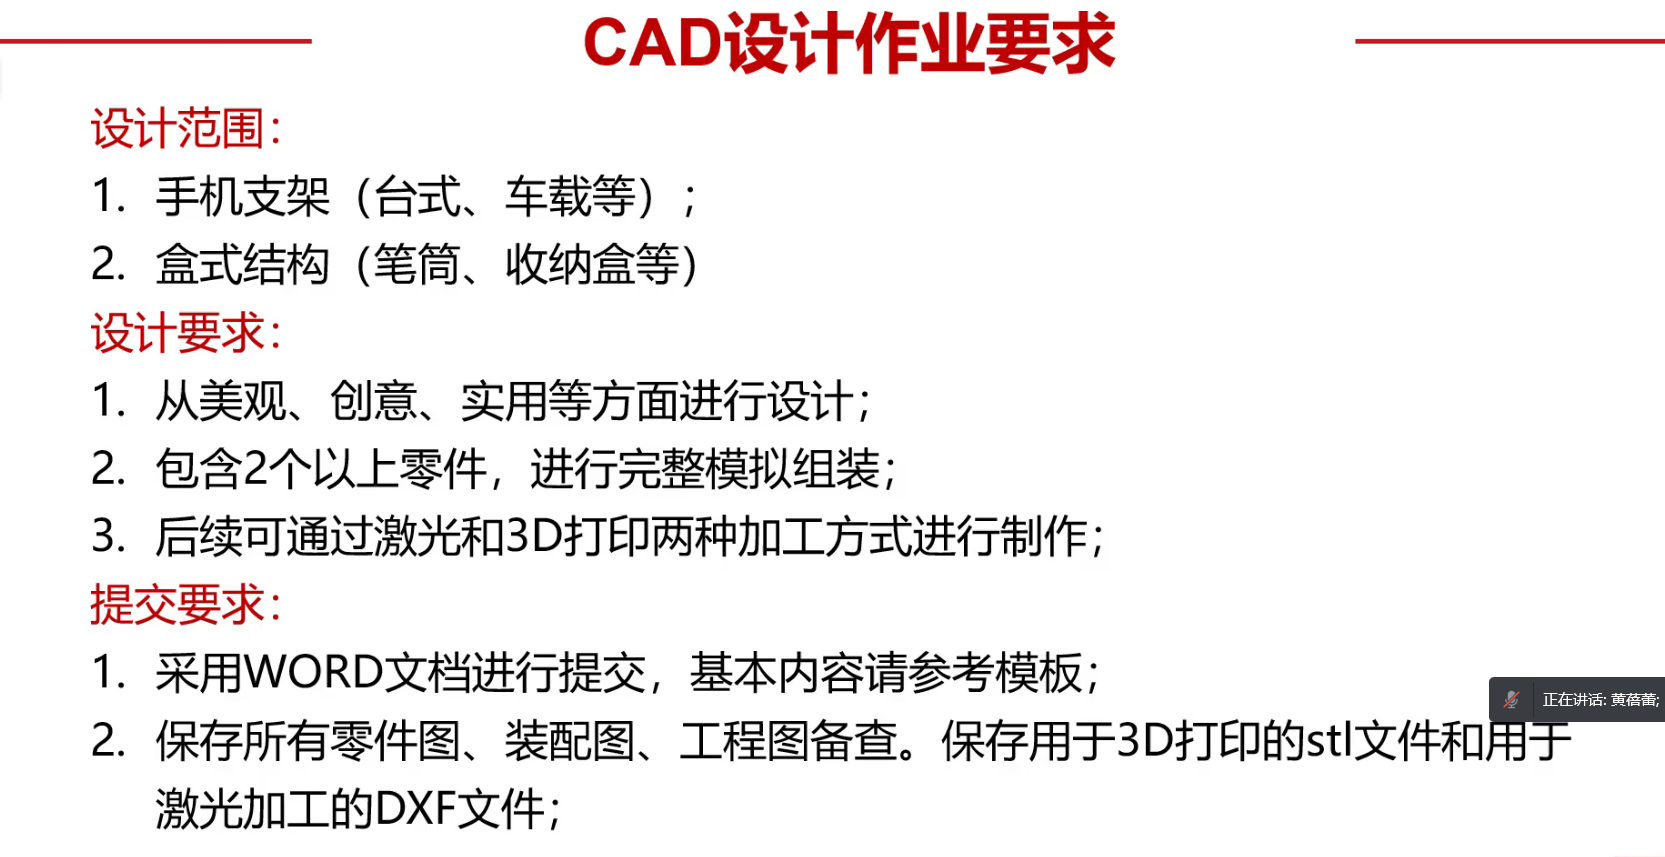 CAD设计作业要求
设计范围：
1. 手机支架（台式、车载等）；
2. 盒式结构（笔筒、收纳盒等）
设计要求：
1. 从美观、创意、实用等方面进行设计；
2. 包含2个以上零件，进行完整模拟组装；
3. 后续可通过激光和3D打印两种加工方式进行制作；
提交要求：
1. 采用WORD文档进行提交，基本内容请参考模板；
正在讲话: 黄蓓蕾;
2. 保存所有零件图、装配图、工程图备查。保存用于3D打印的stl文件和用于
激光加工的DXF文件；